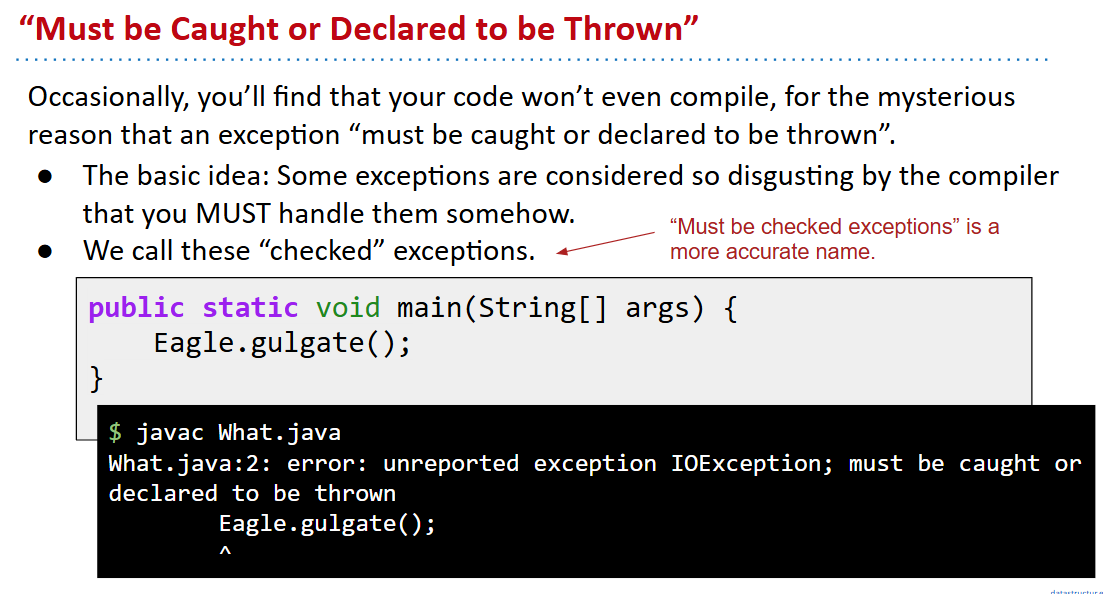 “Must be Caught or Declared to be Thrown”
Occasionally, you’ll find that your code won’t even compile, for the mysterious
reason that an exception “must be caught or declared to be thrown”.
● The basic idea: Some exceptions are considered so disgusting by the compiler
that you MUST handle them somehow.
● We call these “checked” exceptions.
“Must be checked exceptions” is a
more accurate name.
public static void main(String[] args) {
    Eagle.gulgate();
}
$ javac What.java
What.java:2: error: unreported exception IOException; must be caught or
declared to be thrown
        Eagle.gulgate();
        ^